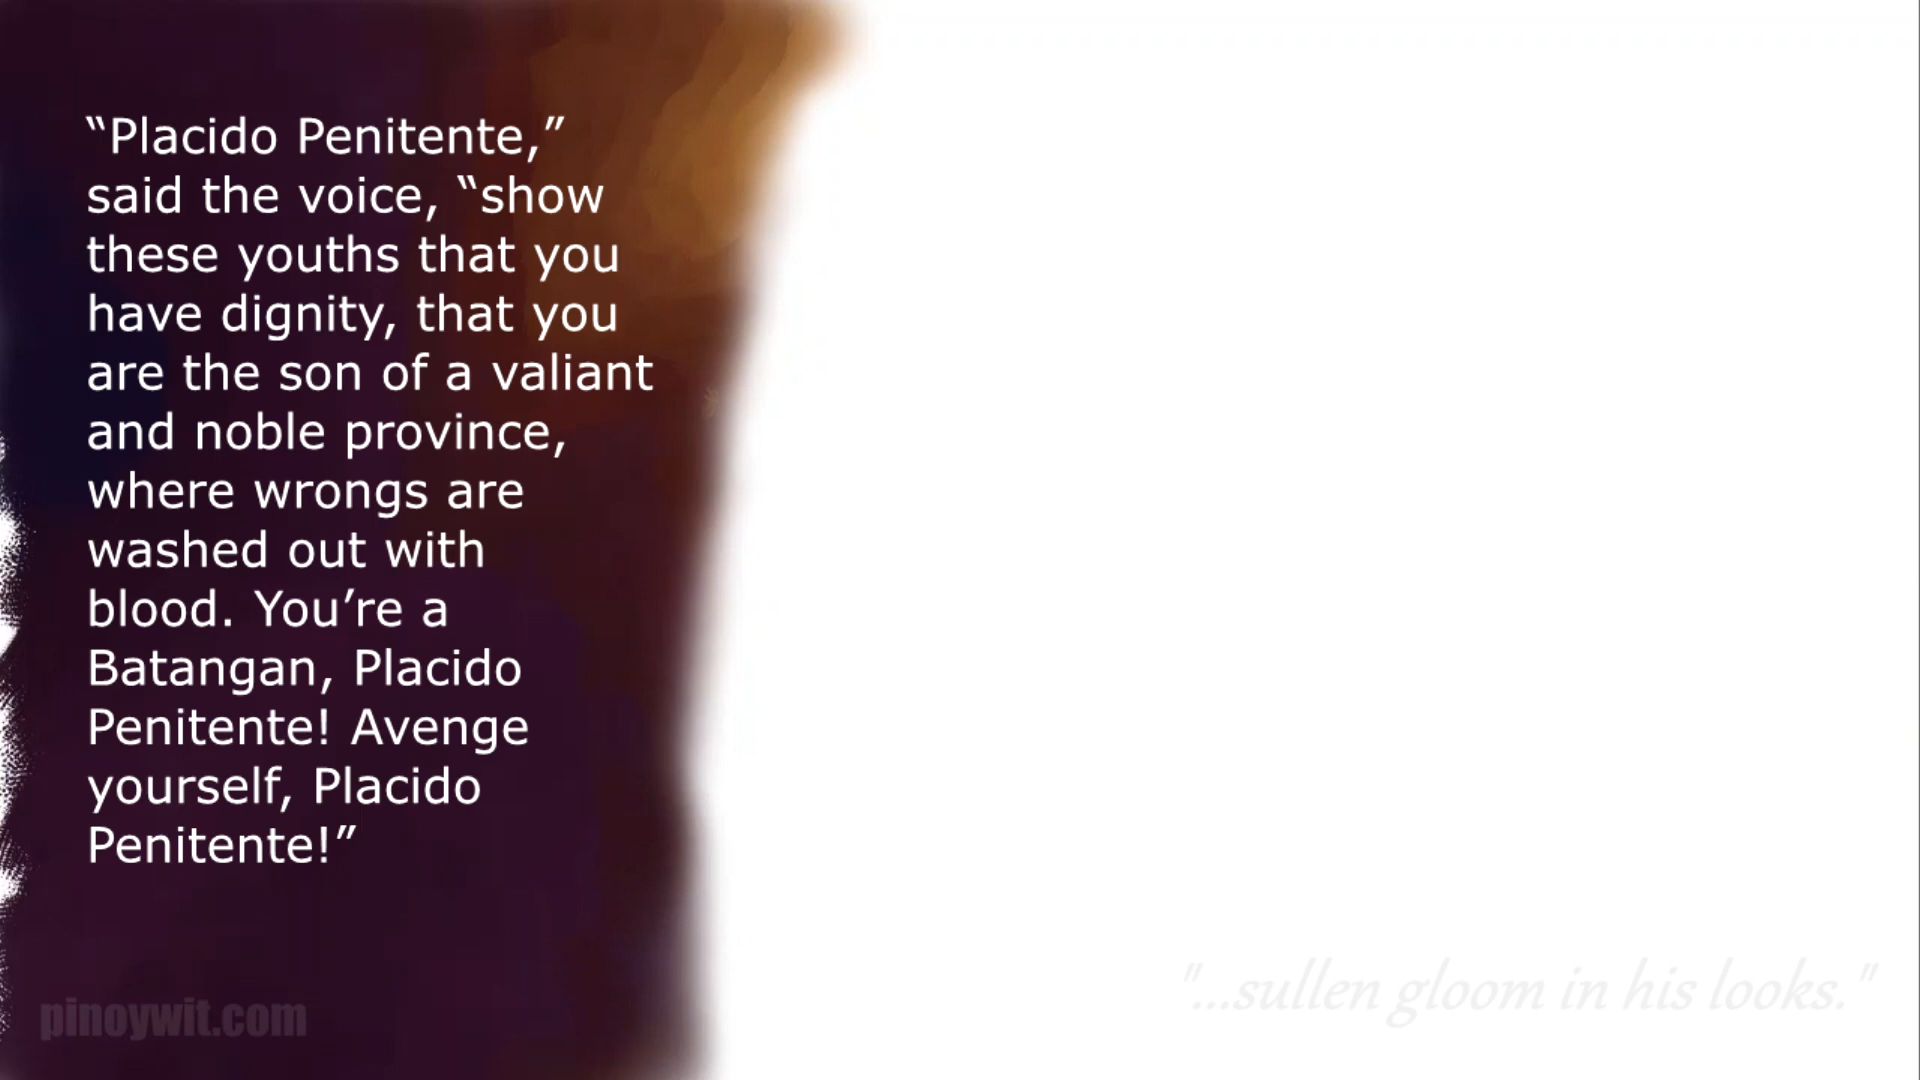 “Placido Penitente,”
said the voice, “show
these youths that you
have dignity, that you
are the son of a valiant
and noble province,
where wrongs are
washed out with
blood. You’re a
Batangan, Placido
Penitente! Avenge
yourself, Placido
Penitente!”
"...sullen gloom in his looks."
pinoywit.com